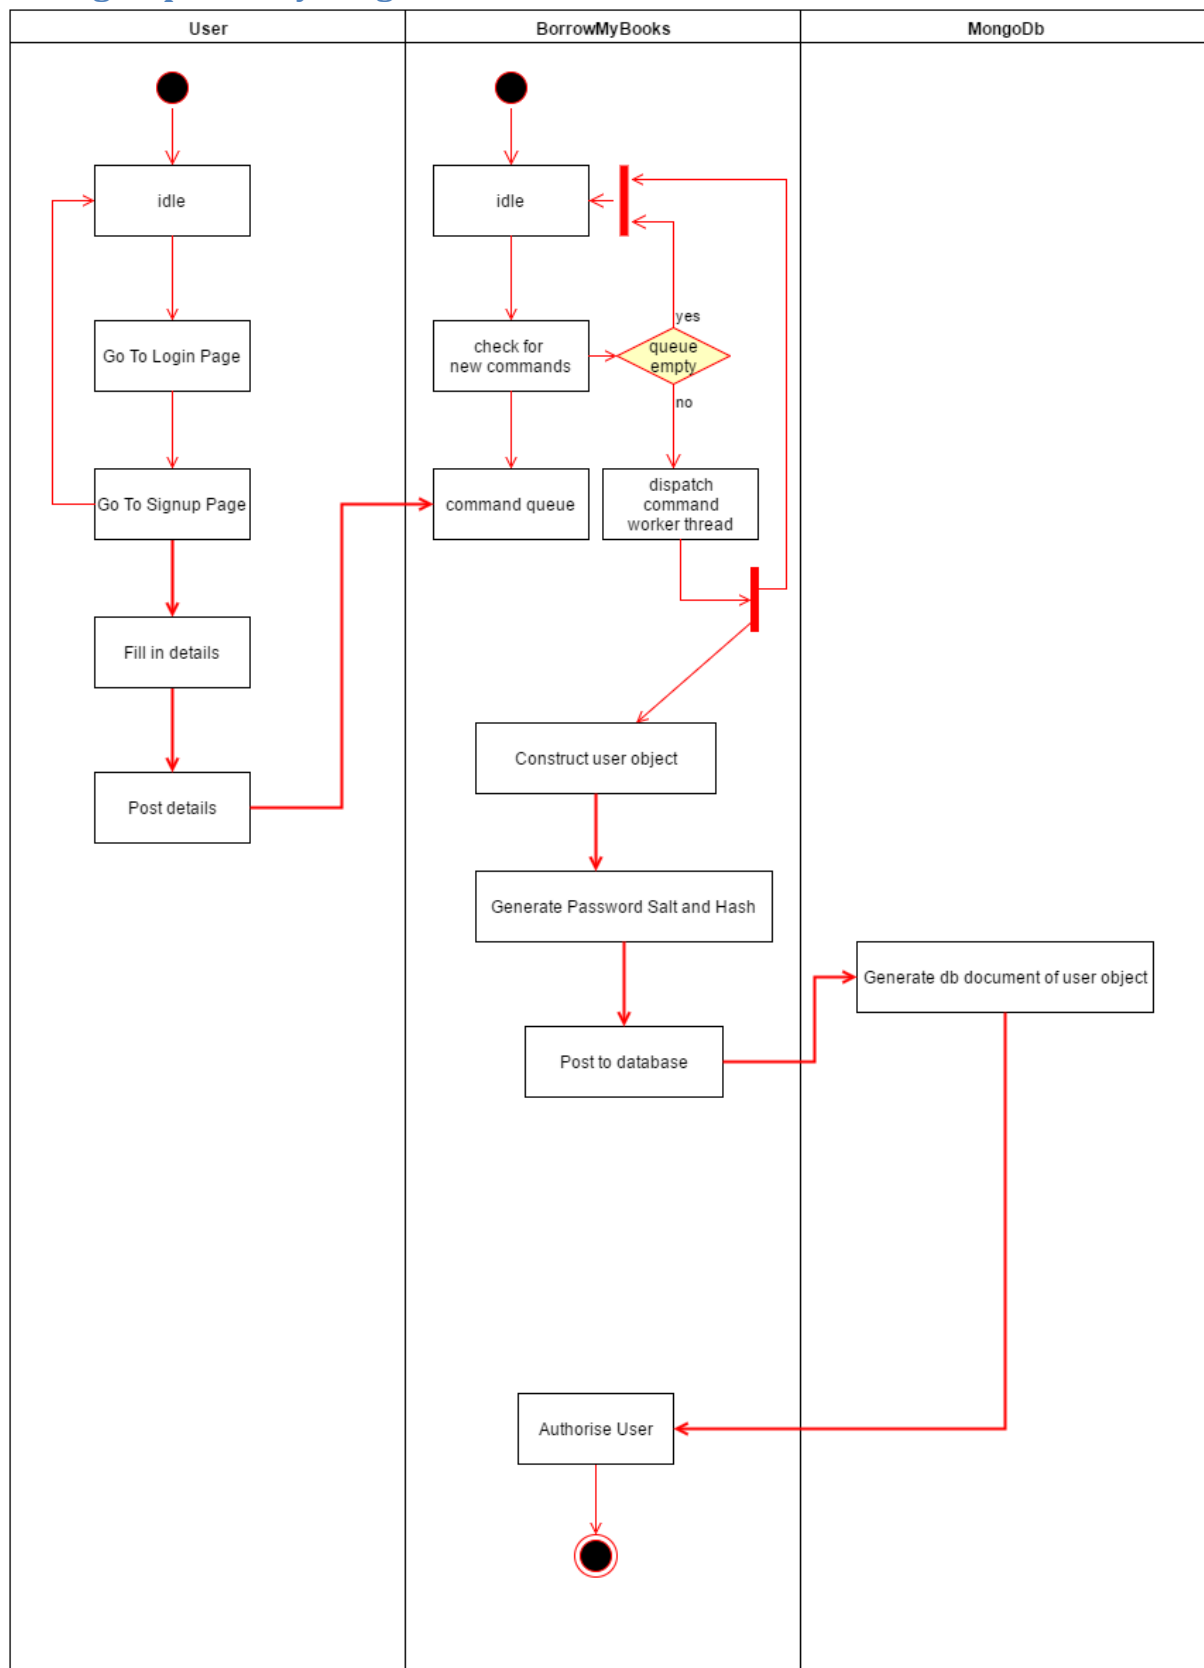 User
BorrowMyBooks
MongoDb
idle
Go To Login Page
Go To Signup Page
Fill in details
Post details
idle
check for
new commands
queue
empty
yes
no
command queue
dispatch
command
worker thread
Construct user object
Generate Password Salt and Hash
Post to database
Generate db document of user object
Authorise User